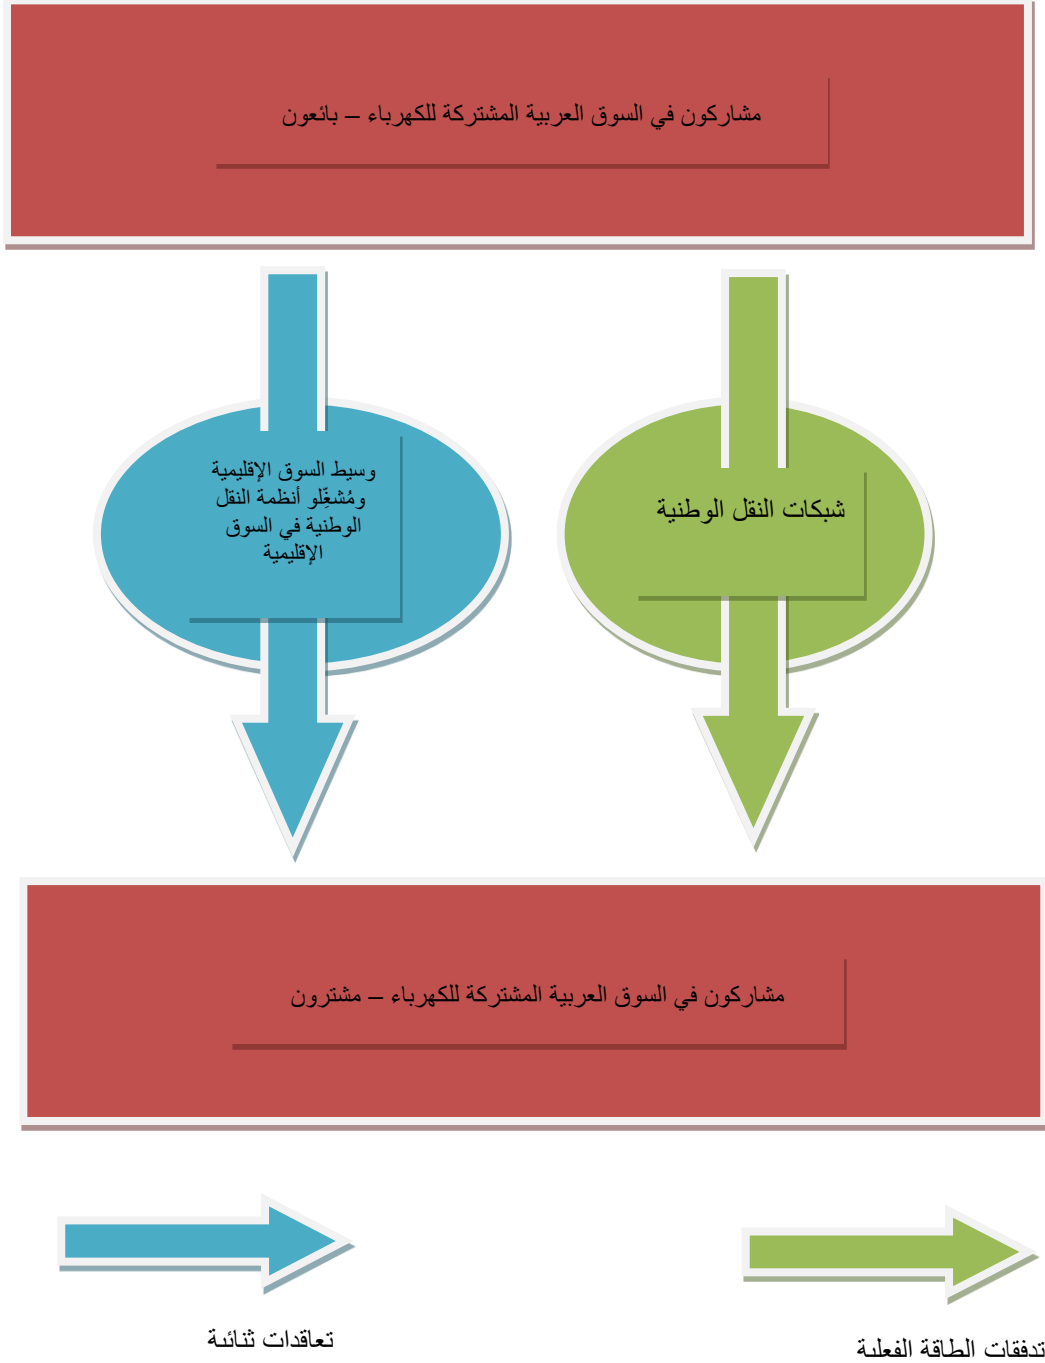 مشاركون في السوق العربية المشتركة للكهرباء – بائعون
شبكات النقل الوطنية
وسيط السوق الإقليمية
ومُشغِّلو أنظمة النقل
الوطنية في السوق
الإقليمية
مشاركون في السوق العربية المشتركة للكهرباء – مشترون
تدفقات الطاقة الفعلية
تعاقدات ثنائية